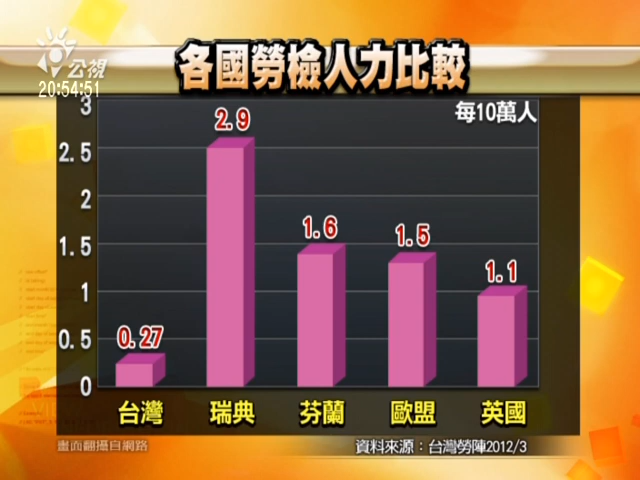 公視
各國勞檢人力比較
20:54:51
每10萬人
3
2.5
2
1.5
1
0.5
0
2.9
1.6
1.5
1.1
0.27
台灣 瑞典 芬蘭 歐盟 英國
畫面翻攝自網路
資料來源：台灣勞陣2012/3